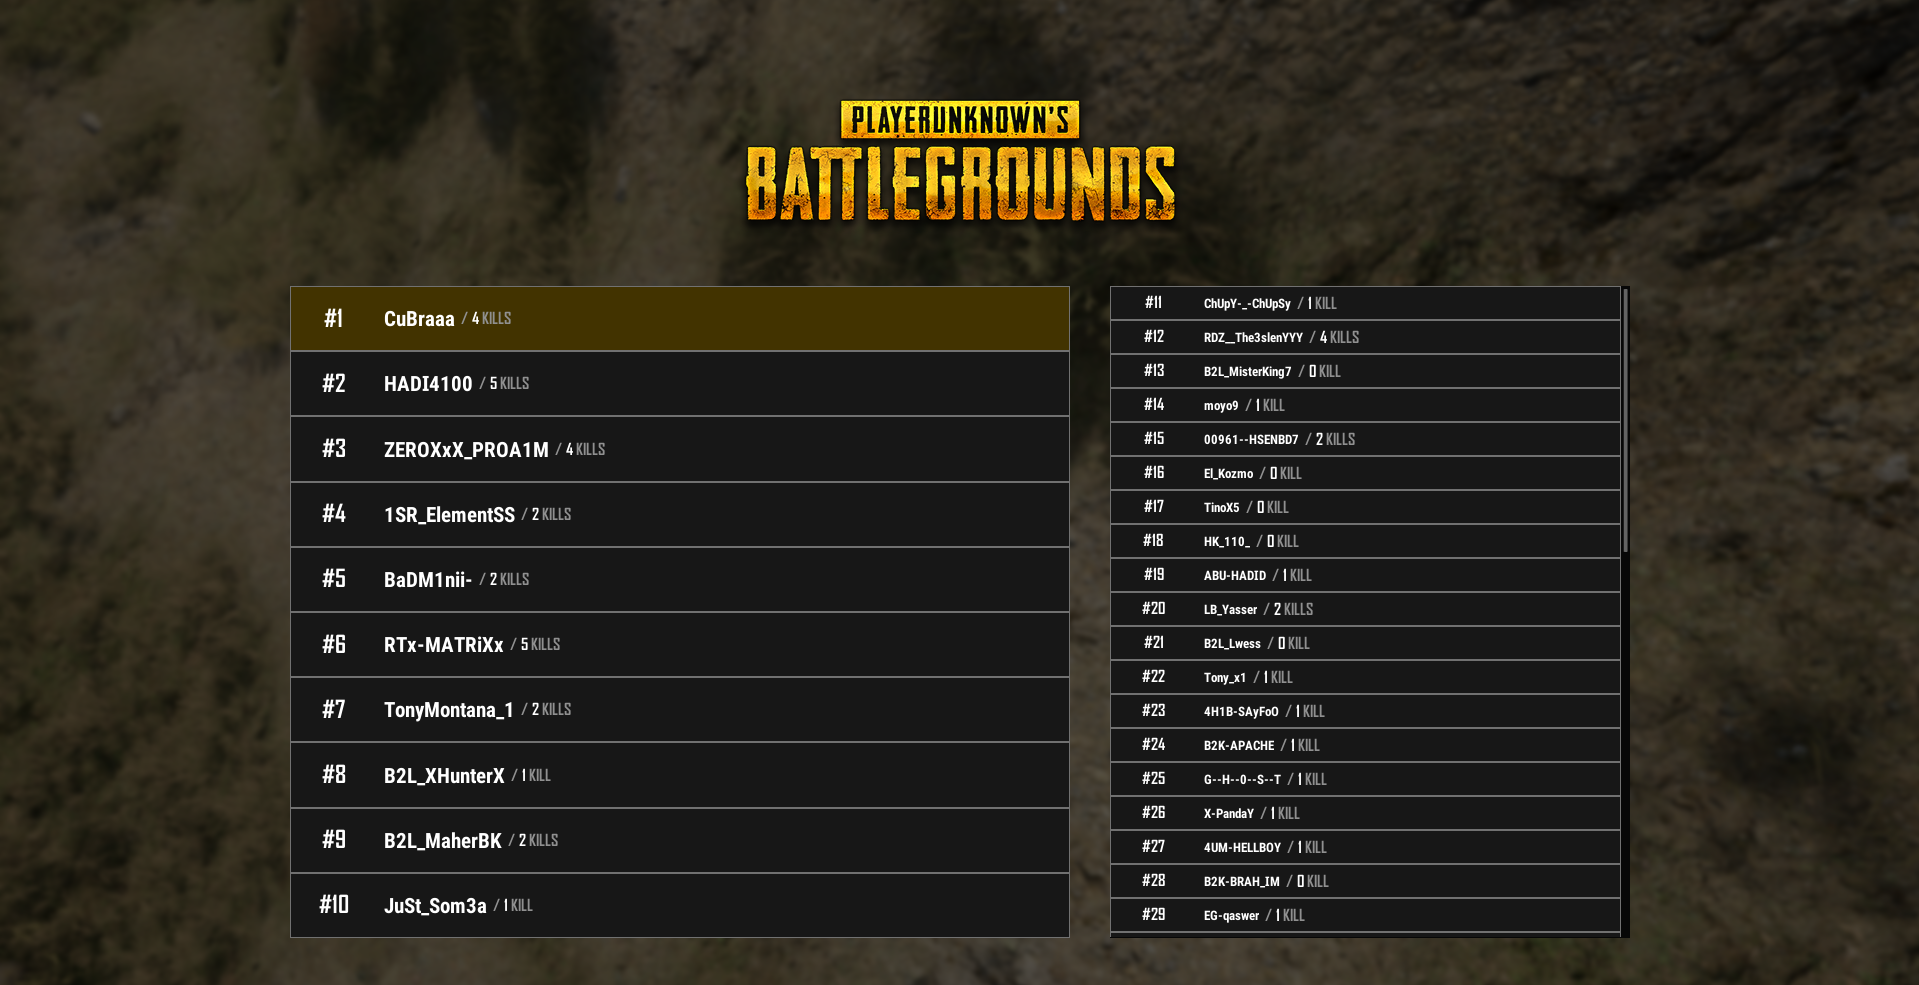 PLAYERUNKNOWN'S
BATTLEGROUNDS
#1 CuBraaa / 4 KILLS
#2 HADI4100 / 5 KILLS
#3 ZEROXxX_PROA1M / 4 KILLS
#4 1SR_ElementSS / 2 KILLS
#5 BaDM1nii- / 2 KILLS
#6 RTx-MATRiXx / 5 KILLS
#7 TonyMontana_1 / 2 KILLS
#8 B2L_XHunterX / 1 KILL
#9 B2L_MaherBK / 2 KILLS
#10 JuSt_Som3a / 1 KILL
#11 ChUpY-_-ChUpSy / 1 KILL
#12 RDZ__The3slenYYY / 4 KILLS
#13 B2L_MisterKing7 / 0 KILL
#14 moyo9 / 1 KILL
#15 00961--HSENBD7 / 2 KILLS
#16 El_Kozmo / 0 KILL
#17 TinoX5 / 0 KILL
#18 HK_110_ / 0 KILL
#19 ABU-HADID / 1 KILL
#20 LB_Yasser / 2 KILLS
#21 B2L_Lwess / 0 KILL
#22 Tony_x1 / 1 KILL
#23 4H1B-SAyFoO / 1 KILL
#24 B2K-APACHE / 1 KILL
#25 G--H--0--S--T / 1 KILL
#26 X-PandaY / 1 KILL
#27 4UM-HELLBOY / 1 KILL
#28 B2K-BRAH_IM / 0 KILL
#29 EG-qaswer / 1 KILL